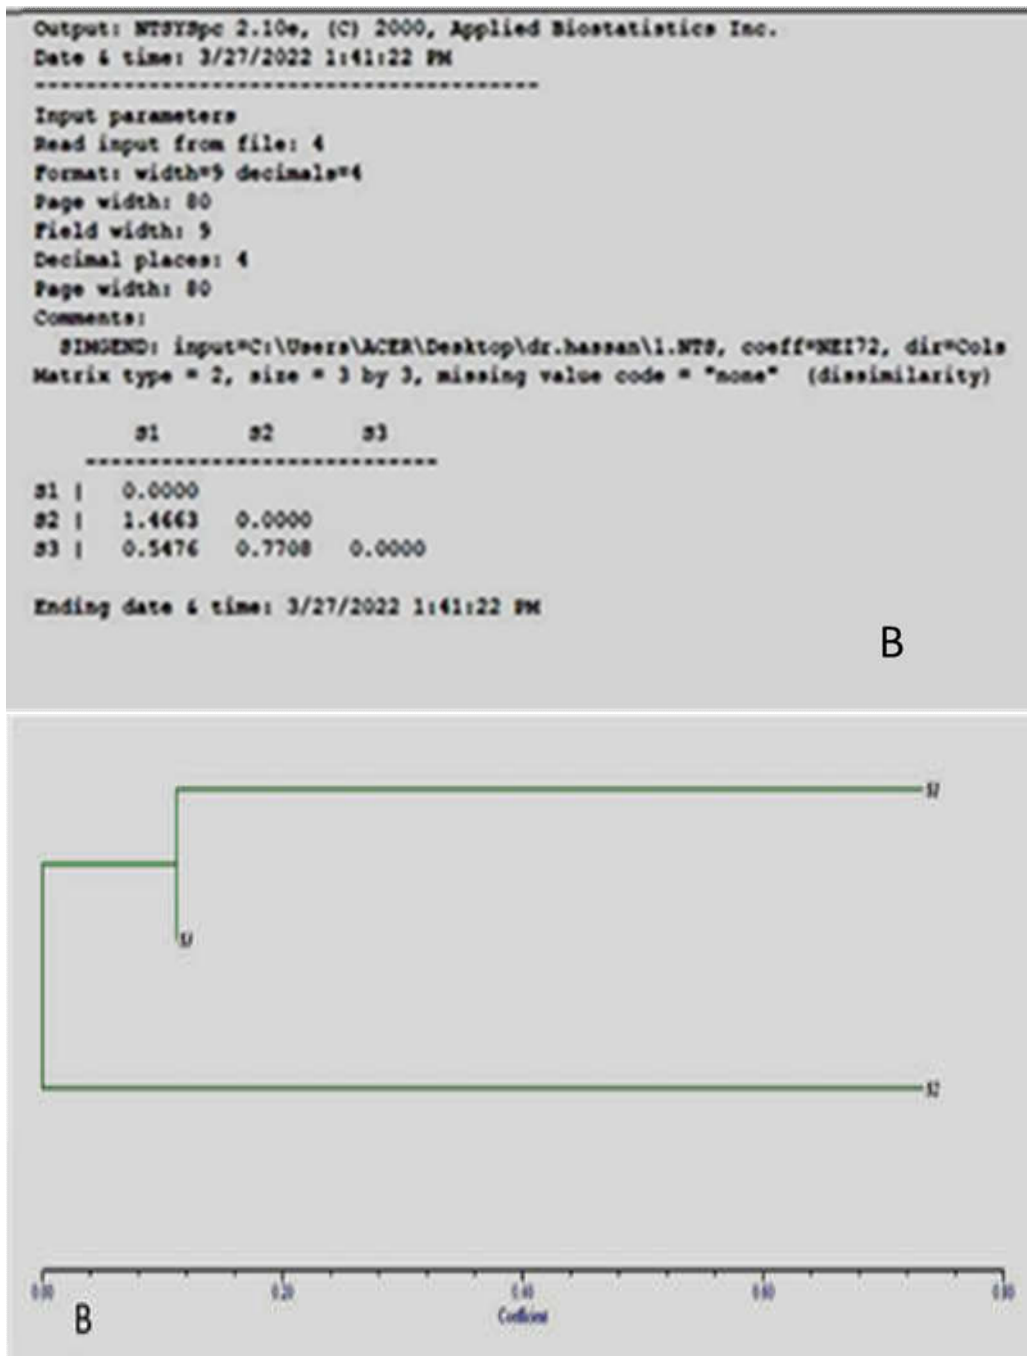 Output: NTSYSpc 2.10e, (C) 2000, Applied Biostatistics Inc.
Date & time: 3/27/2022 1:41:22 PM
----------------------------------------
Input parameters
Read input from file: 4
Format: width=9 decimals=4
Page width: 80
Field width: 9
Decimal places: 4
Page width: 80
Comments:
SIMGEND: input=C:\Users\ACER\Desktop\dr.hassan\1.NTS, coeff=NEI72, dir=Cols
Matrix type = 2, size = 3 by 3, missing value code = "none" (dissimilarity)
S1 S2 S3
----------------------------
S1 | 0.0000
S2 | 1.4663 0.0000
S3 | 0.5476 0.7708 0.0000
Ending date & time: 3/27/2022 1:41:22 PM
B
S2
0.00 0.20 0.40 0.60 0.80
Coefficient
B